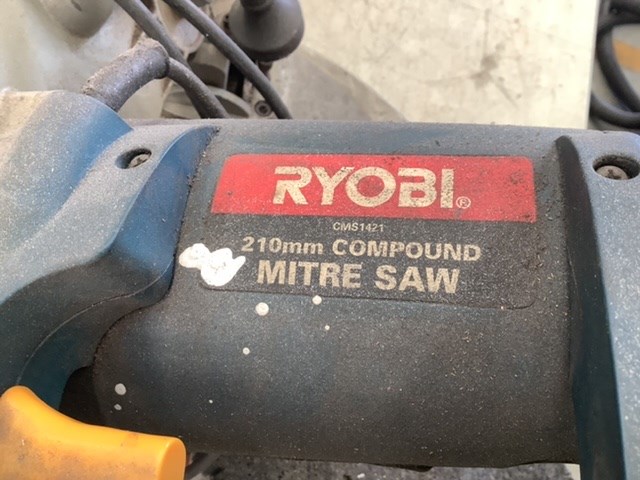 RYOBI®
CMS1421
210mm COMPOUND
MITRE SAW